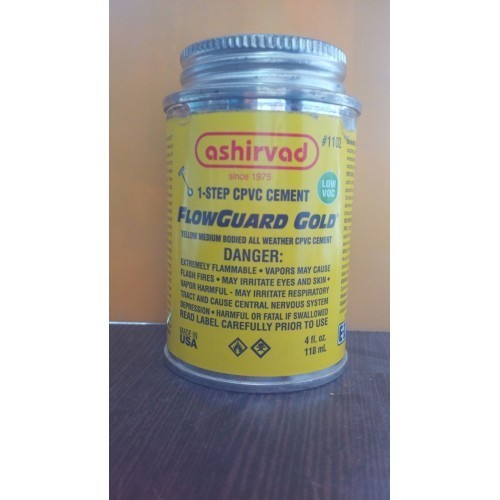 ashirvad
#1102
since 1975
1-STEP CPVC CEMENT
LOW
VOC
FLOWGUARD GOLD
YELLOW MEDIUM BODIED ALL WEATHER CPVC CEMENT
DANGER:
EXTREMELY FLAMMABLE • VAPORS MAY CAUSE
FLASH FIRES • MAY IRRITATE EYES AND SKIN •
VAPOR HARMFUL - MAY IRRITATE RESPIRATORY
TRACT AND CAUSE CENTRAL NERVOUS SYSTEM
DEPRESSION • HARMFUL OR FATAL IF SWALLOWED
READ LABEL CAREFULLY PRIOR TO USE
MADE IN
USA
4 fl. oz.
118 mL